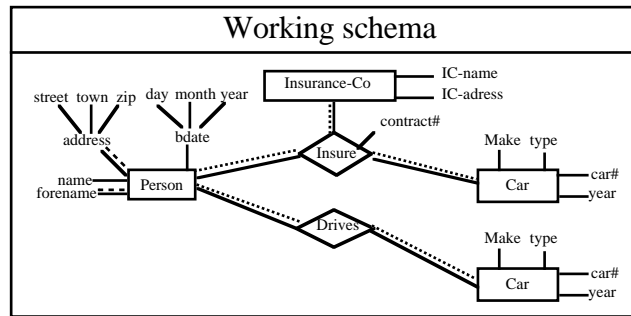 Working schema
IC-name
Insurance-Co
IC-adress
street town zip
day month year
contract#
address
bdate
Insure
Make type
name
Person
car#
forename
Car
year
Drives
Make type
car#
Car
year